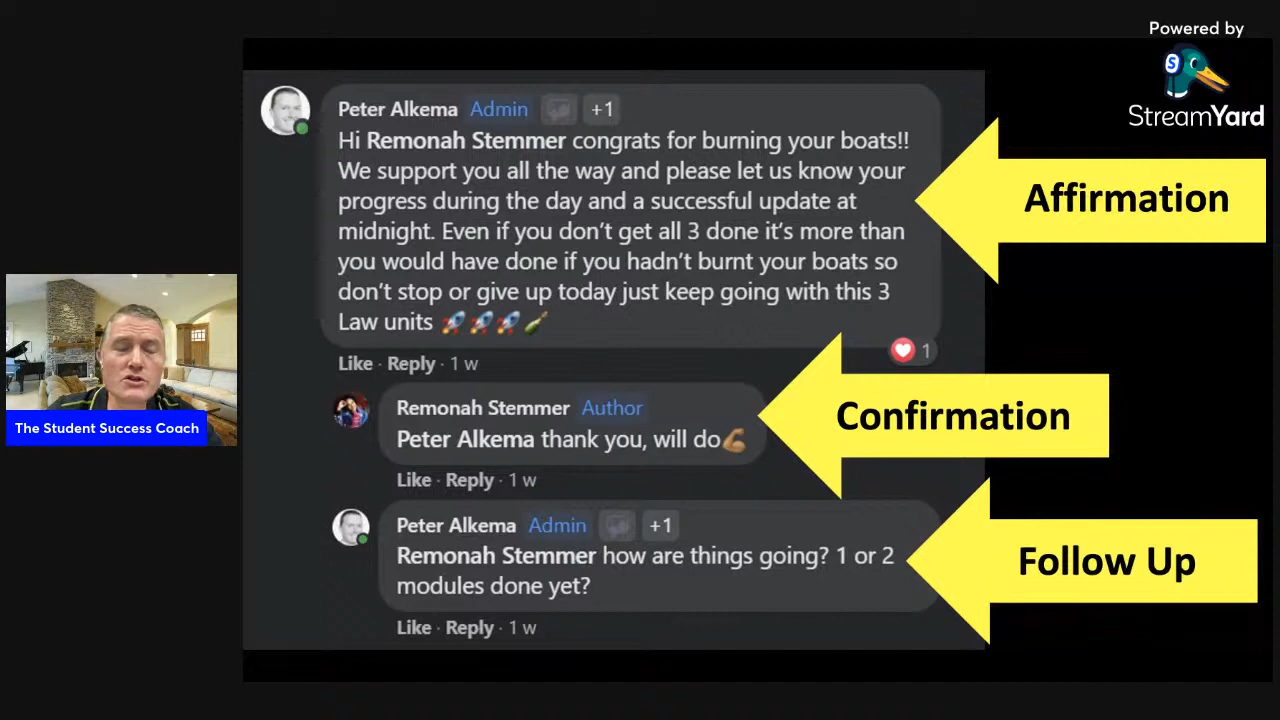 Powered by
S
StreamYard
Peter Alkema Admin +1
Hi Remonah Stemmer congrats for burning your boats!!
We support you all the way and please let us know your
progress during the day and a successful update at
midnight. Even if you don't get all 3 done it's more than
you would have done if you hadn't burnt your boats so
don't stop or give up today just keep going with this 3
Law units 🚀🚀🚀🍾
Like · Reply · 1 w
1
Affirmation
Remonah Stemmer Author
Peter Alkema thank you, will do💪🏽
Like · Reply · 1 w
Confirmation
Peter Alkema Admin +1
Remonah Stemmer how are things going? 1 or 2
modules done yet?
Like · Reply · 1 w
Follow Up
The Student Success Coach